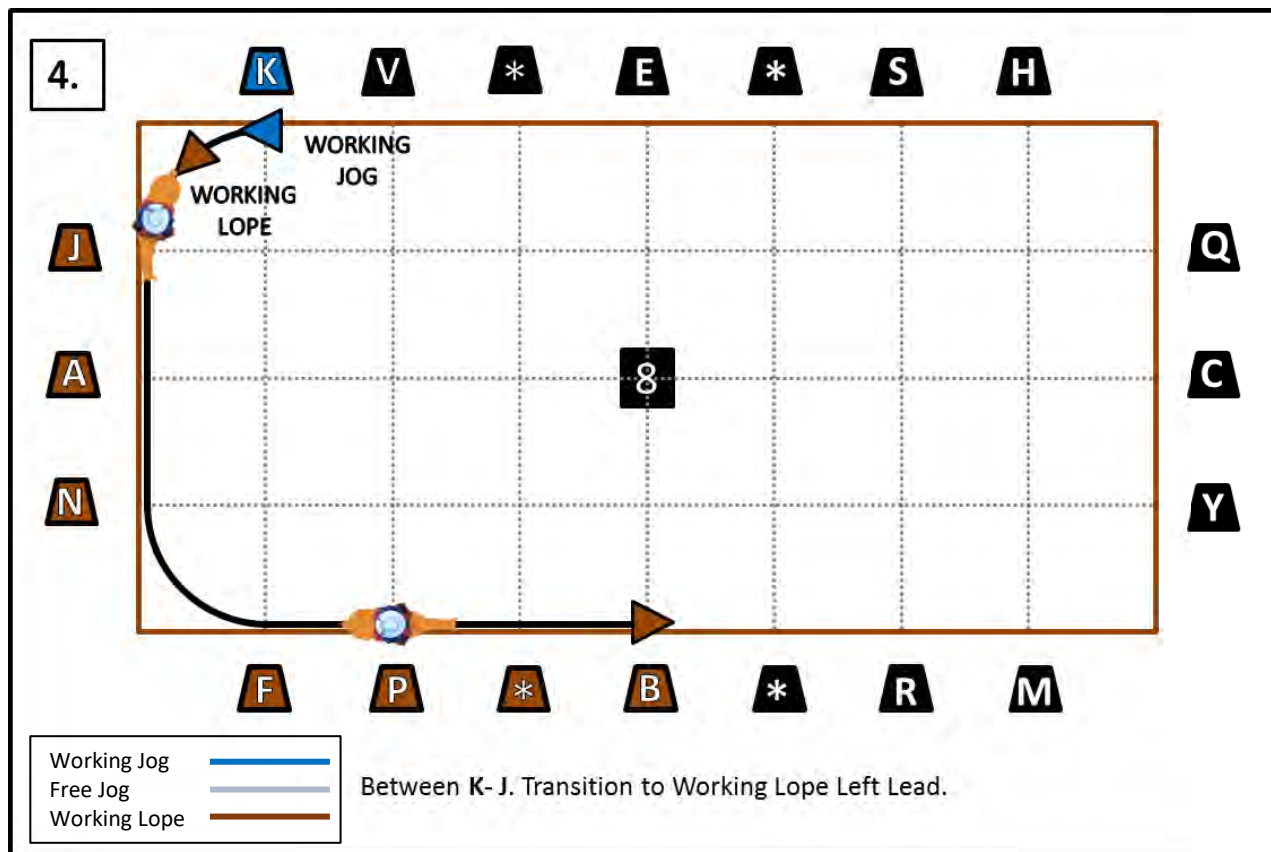 4.
K V * E * S H
WORKING
JOG
WORKING
LOPE
J
Q
8
A
C
N
Y
F P * B * R M
Working Jog
Free Jog
Working Lope
Between K- J. Transition to Working Lope Left Lead.